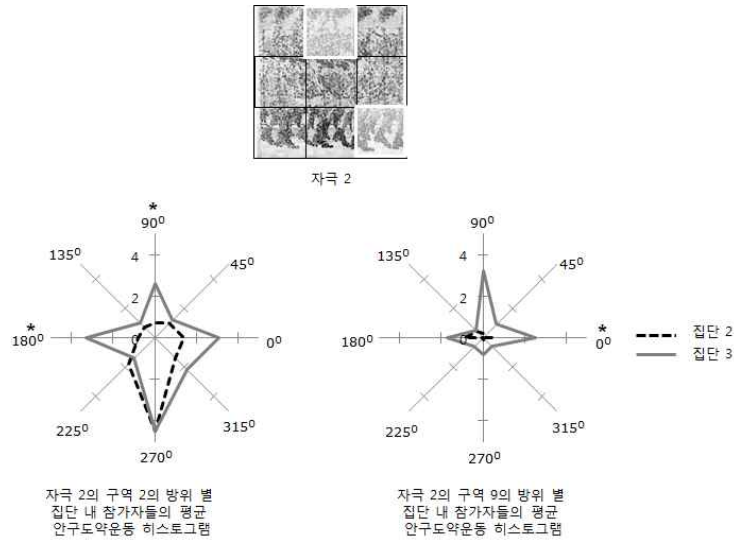 자극 2
*
90⁰
135⁰
4
45⁰
2
*
180⁰
0
0⁰
225⁰
315⁰
270⁰
자극 2의 구역 2의 방위 별
집단 내 참가자들의 평균
안구도약운동 히스토그램
90⁰
135⁰
4
45⁰
2
*
180⁰
0
0⁰
225⁰
315⁰
270⁰
자극 2의 구역 9의 방위 별
집단 내 참가자들의 평균
안구도약운동 히스토그램
집단 2
집단 3